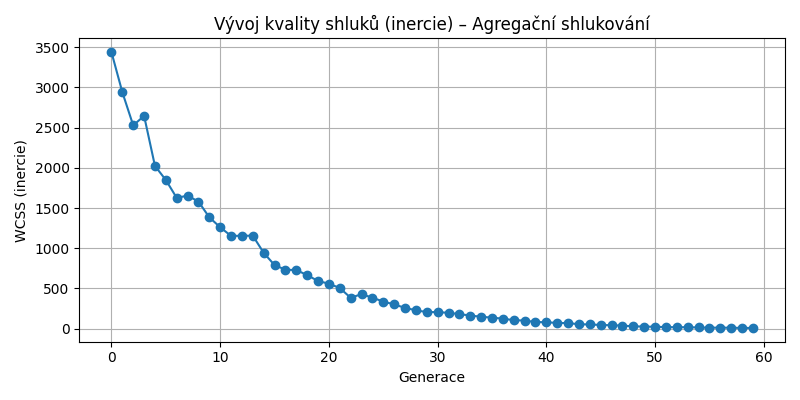 Vývoj kvality shluků (inercie) – Agregační shlukování
WCSS (inercie)
3500
3000
2500
2000
1500
1000
500
0
0 10 20 30 40 50 60
Generace